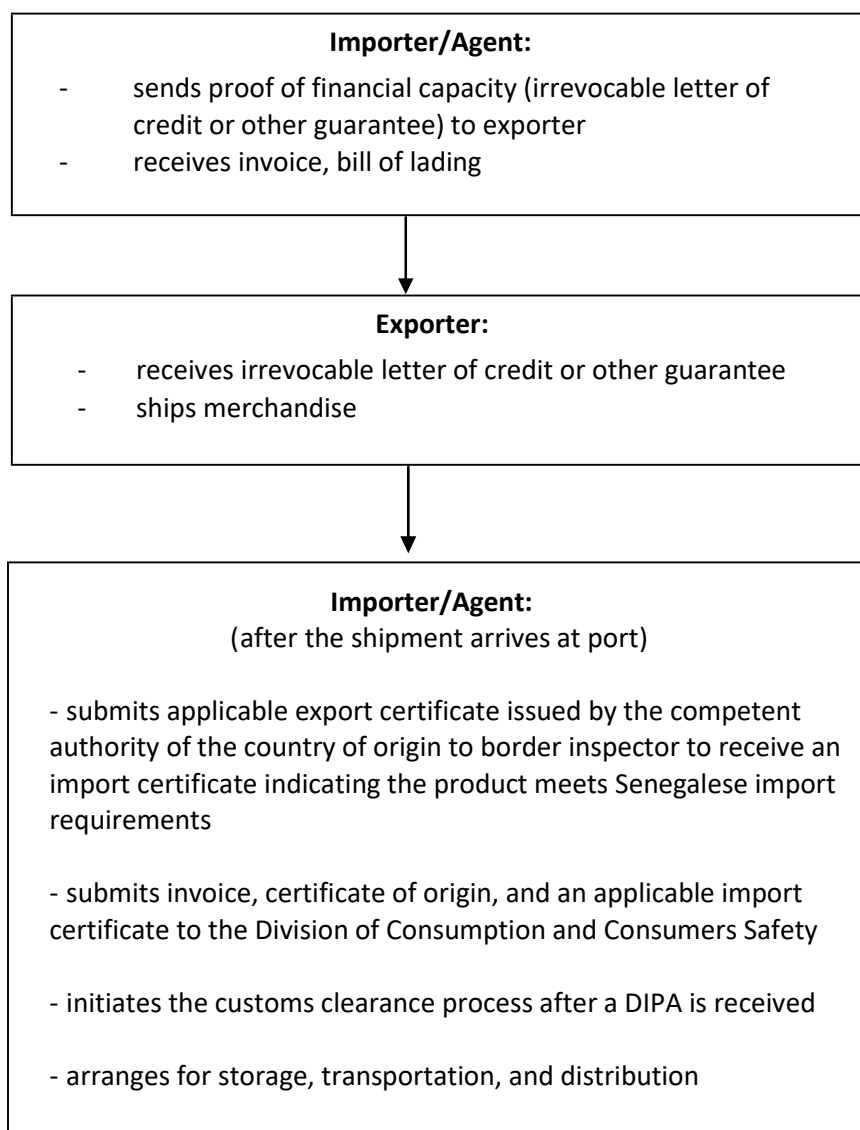 Importer/Agent:
- sends proof of financial capacity (irrevocable letter of
credit or other guarantee) to exporter
- receives invoice, bill of lading
Exporter:
- receives irrevocable letter of credit or other guarantee
- ships merchandise
Importer/Agent:
(after the shipment arrives at port)
- submits applicable export certificate issued by the competent
authority of the country of origin to border inspector to receive an
import certificate indicating the product meets Senegalese import
requirements
- submits invoice, certificate of origin, and an applicable import
certificate to the Division of Consumption and Consumers Safety
- initiates the customs clearance process after a DIPA is received
- arranges for storage, transportation, and distribution